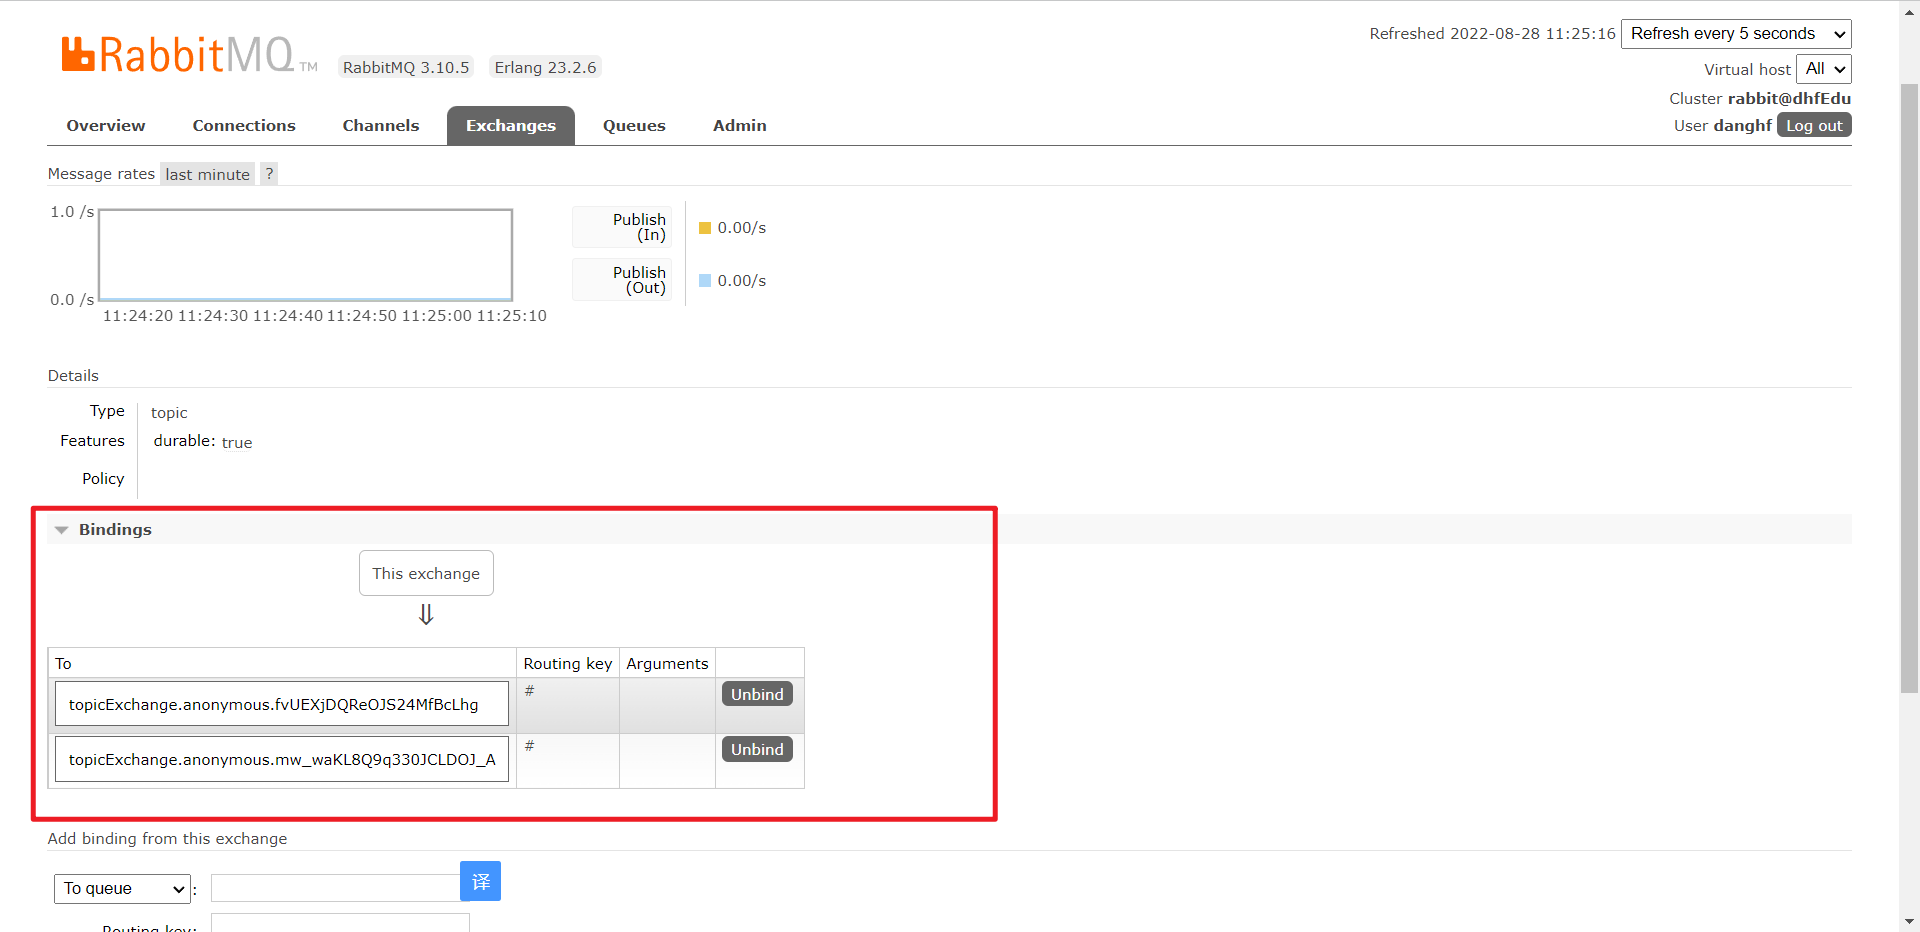 Refreshed 2022-08-28 11:25:16 Refresh every 5 seconds
RabbitMQ TM RabbitMQ 3.10.5 Erlang 23.2.6
Virtual host All
Cluster rabbit@dhfEdu
User danghf Log out
Overview Connections Channels Exchanges Queues Admin
Message rates last minute ?
1.0 /s
0.0 /s
11:24:20 11:24:30 11:24:40 11:24:50 11:25:00 11:25:10
Publish
(In)
0.00/s
Publish
(Out)
0.00/s
Details
Type topic
Features durable: true
Policy
Bindings
This exchange
⇓
To Routing key Arguments
topicExchange.anonymous.fvUEXjDQReOJS24MfBcLhg # Unbind
topicExchange.anonymous.mw_waKL8Q9q330JCLDOJ_A # Unbind
Add binding from this exchange
To queue :
译
Routing key: